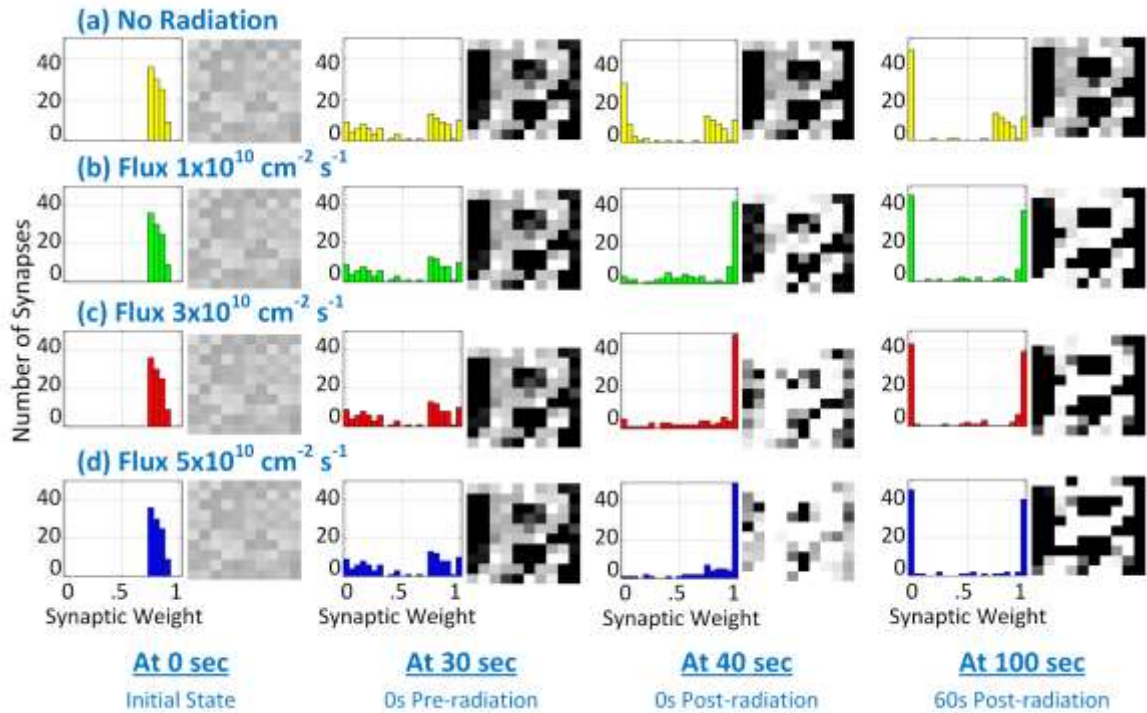 (a) No Radiation
40 40 40 40
20 20 20 20
0 0 0 0
(b) Flux 1x10¹⁰ cm⁻² s⁻¹
40 40 40 40
20 20 20 20
0 0 0 0
(c) Flux 3x10¹⁰ cm⁻² s⁻¹
40 40 40 40
20 20 20 20
0 0 0 0
(d) Flux 5x10¹⁰ cm⁻² s⁻¹
40 40 40 40
20 20 20 20
0 0 0 0
Number of Synapses
0 .5 1 0 .5 1 0 .5 1 0 .5 1
Synaptic Weight Synaptic Weight Synaptic Weight Synaptic Weight
At 0 sec At 30 sec At 40 sec At 100 sec
Initial State 0s Pre-radiation 0s Post-radiation 60s Post-radiation